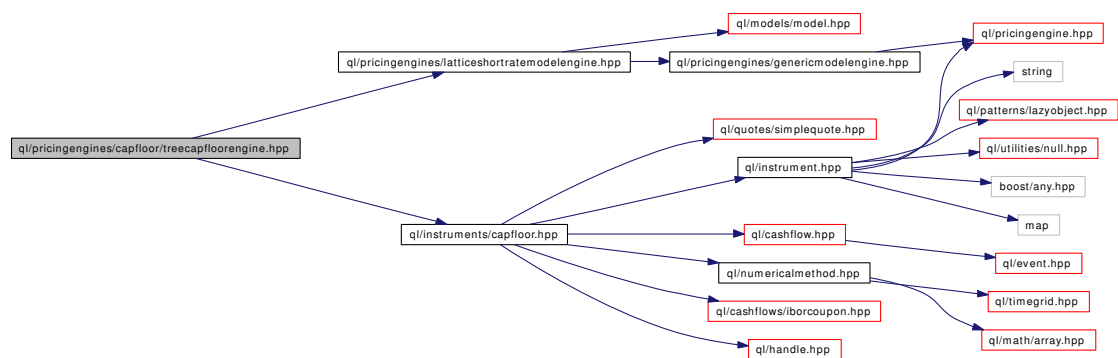 ql/models/model.hpp
ql/pricingengine.hpp
ql/pricingengines/latticeshortratemodelengine.hpp
ql/pricingengines/genericmodelengine.hpp
string
ql/patterns/lazyobject.hpp
ql/quotes/simplequote.hpp
ql/pricingengines/capfloor/treecapfloorengine.hpp
ql/utilities/null.hpp
ql/instrument.hpp
boost/any.hpp
map
ql/instruments/capfloor.hpp
ql/cashflow.hpp
ql/event.hpp
ql/numericalmethod.hpp
ql/timegrid.hpp
ql/cashflows/iborcoupon.hpp
ql/math/array.hpp
ql/handle.hpp